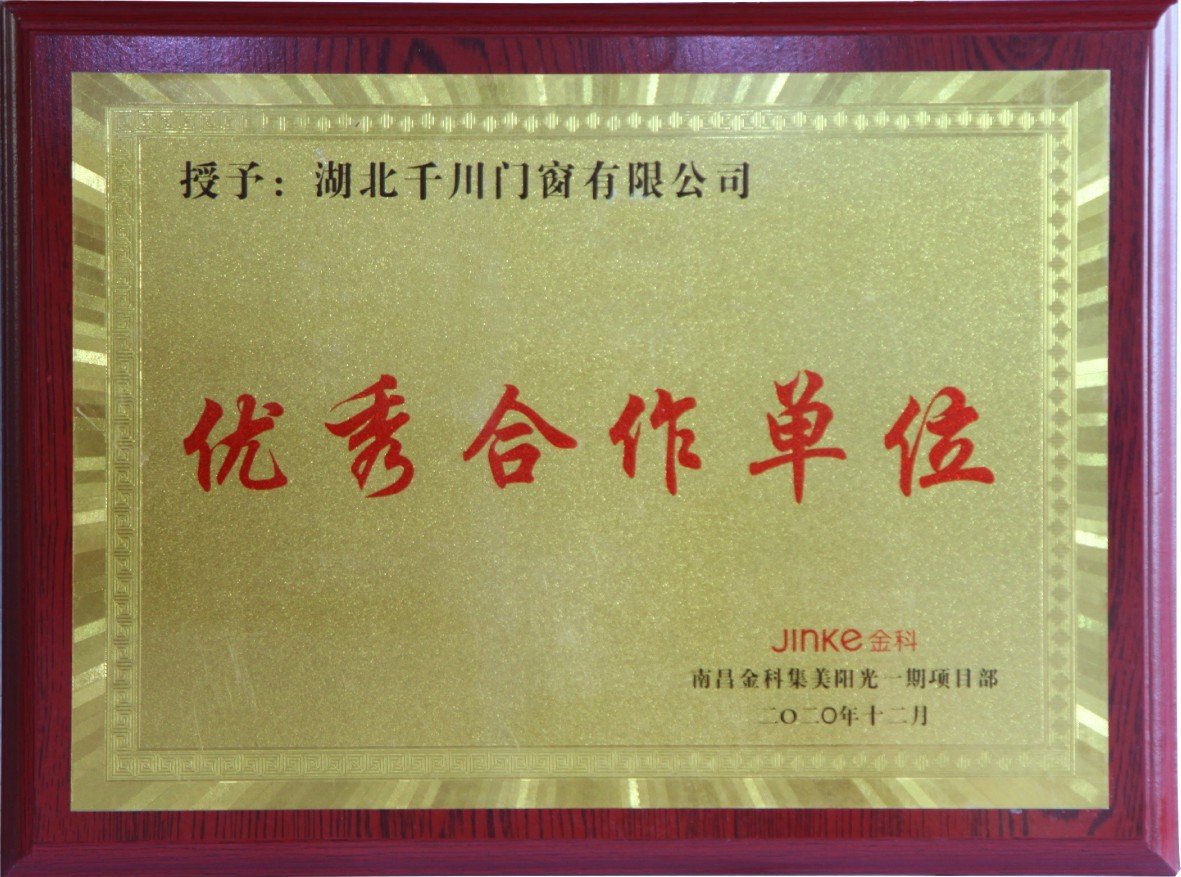 授予：湖北千川门窗有限公司
优秀合作单位
JINKE金科
南昌金科集美阳光一期项目部
二〇二〇年十二月